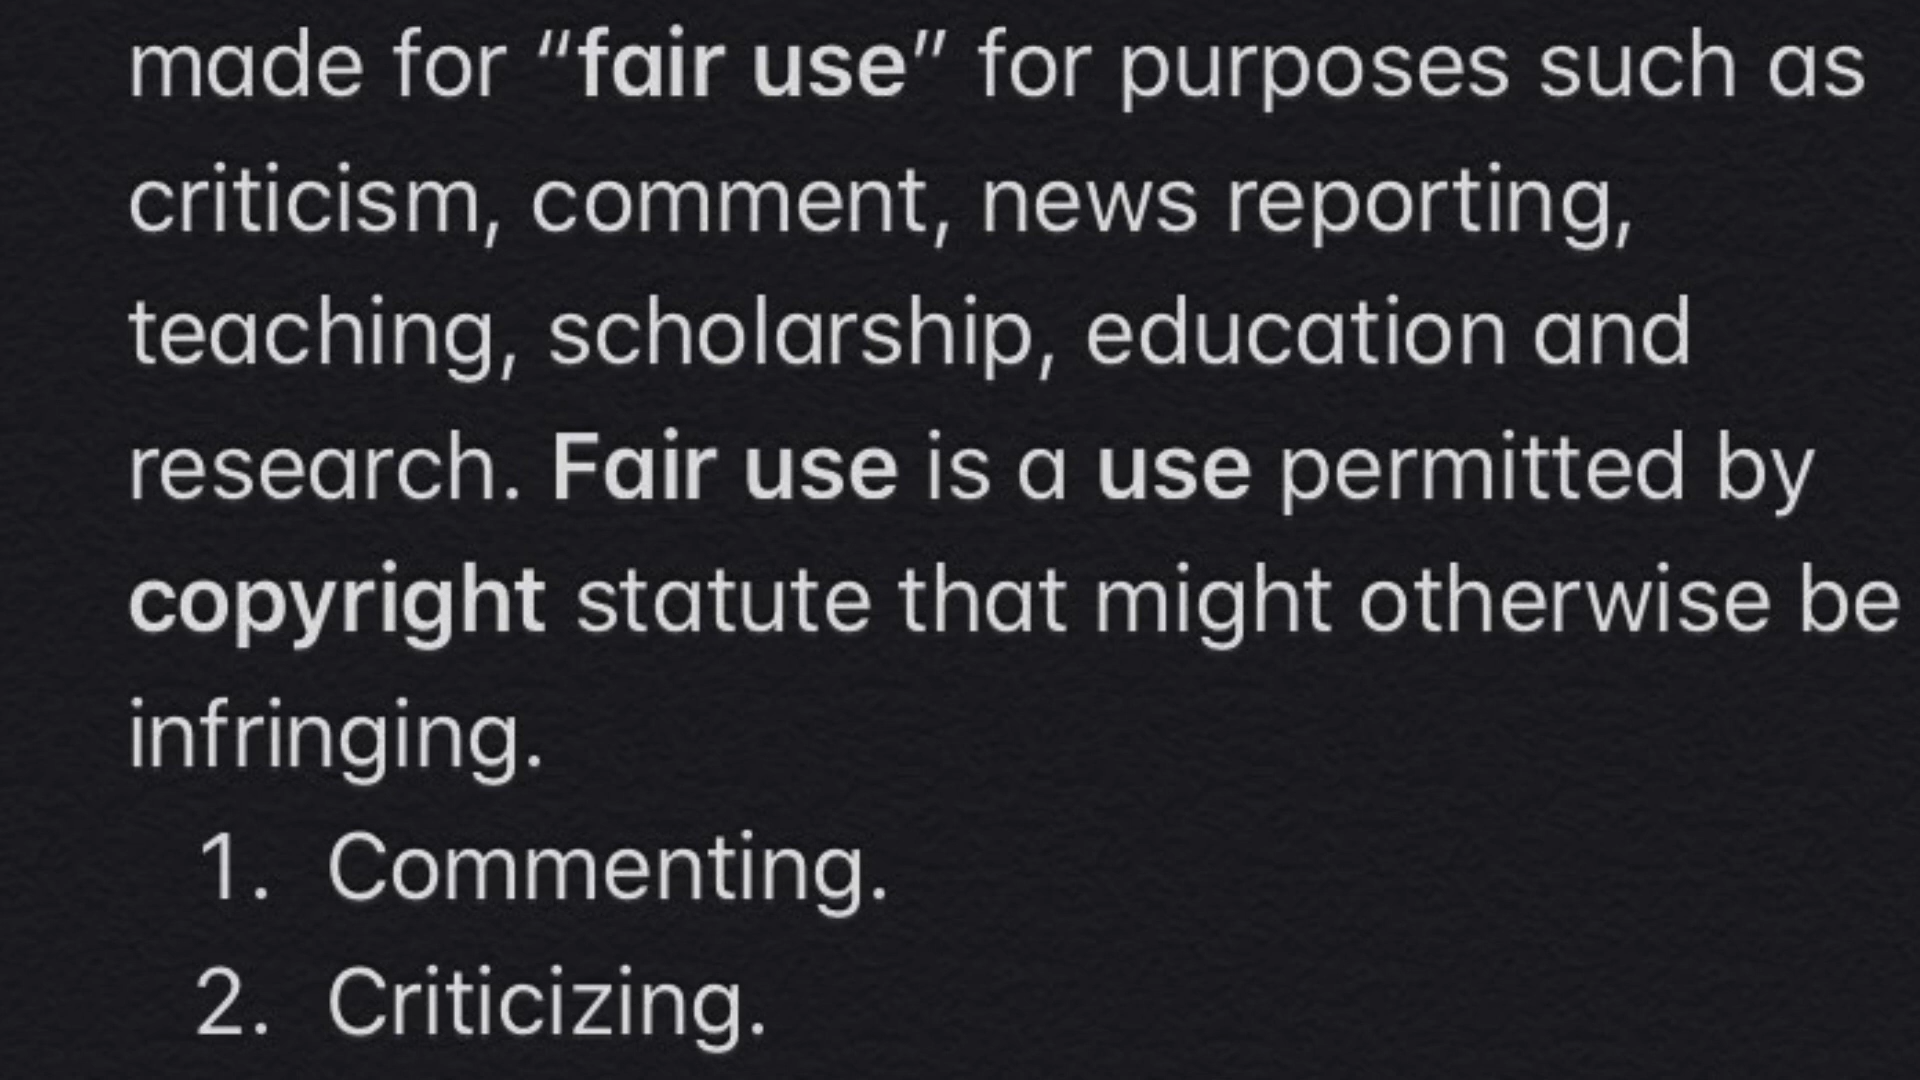 made for “fair use” for purposes such as
criticism, comment, news reporting,
teaching, scholarship, education and
research. Fair use is a use permitted by
copyright statute that might otherwise be
infringing.
1. Commenting.
2. Criticizing.